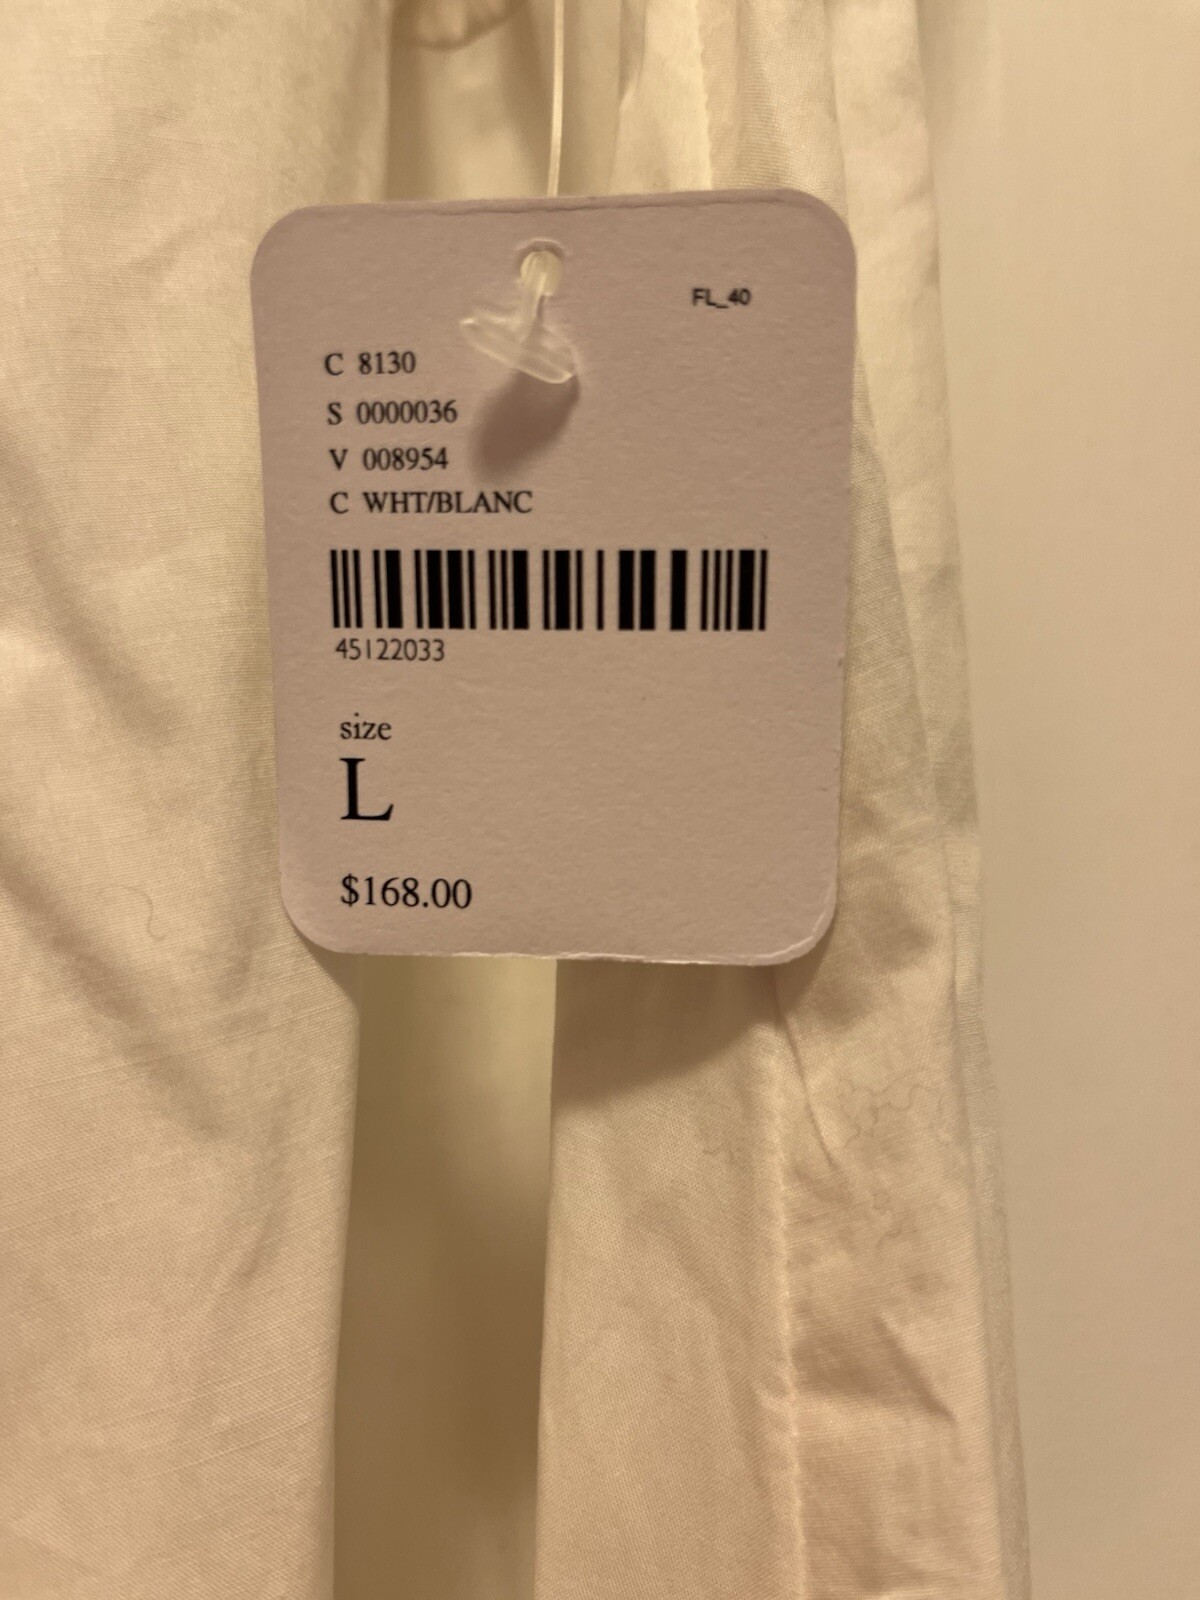 FL_40
C 8130
S 0000036
V 008954
C WHT/BLANC
45122033
size
L
$168.00